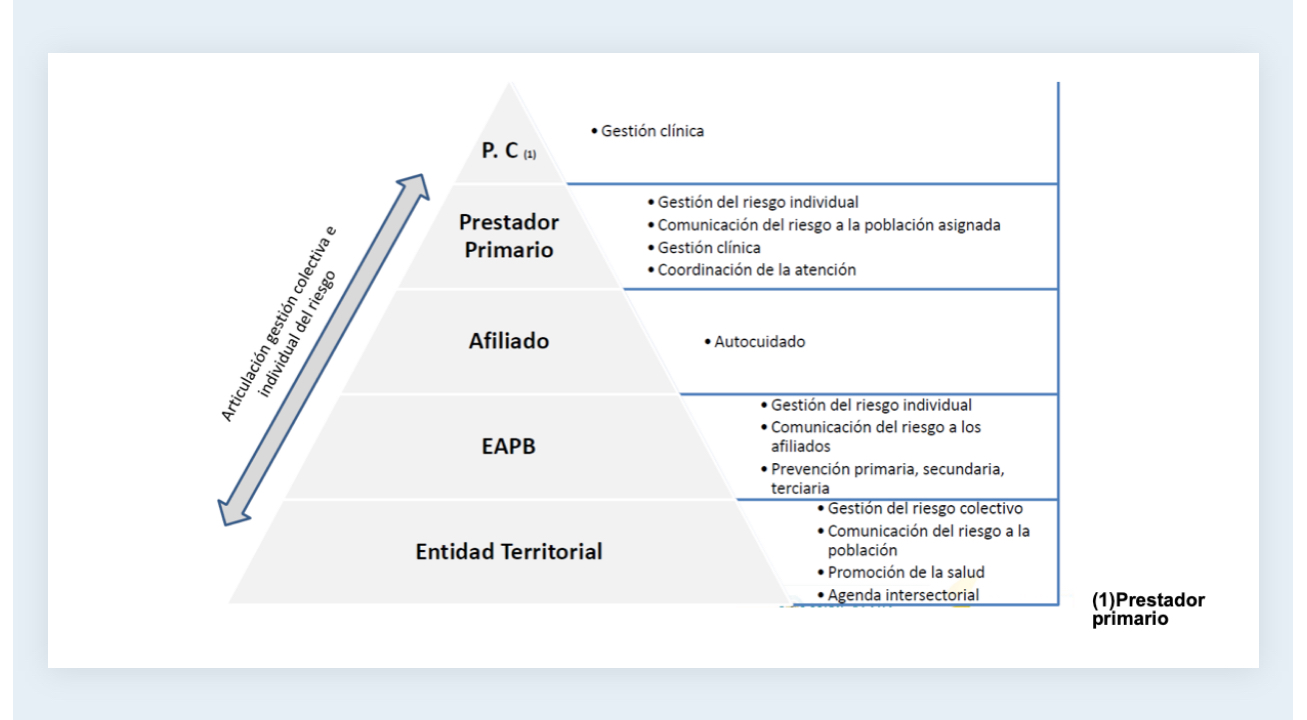 P. C (1)
• Gestión clínica
Prestador
Primario
• Gestión del riesgo individual
• Comunicación del riesgo a la población asignada
• Gestión clínica
• Coordinación de la atención
Afiliado
• Autocuidado
EAPB
• Gestión del riesgo individual
• Comunicación del riesgo a los
afiliados
• Prevención primaria, secundaria,
terciaria
Entidad Territorial
• Gestión del riesgo colectivo
• Comunicación del riesgo a la
población
• Promoción de la salud
• Agenda intersectorial
Articulación gestión colectiva e
individual del riesgo
(1)Prestador
primario